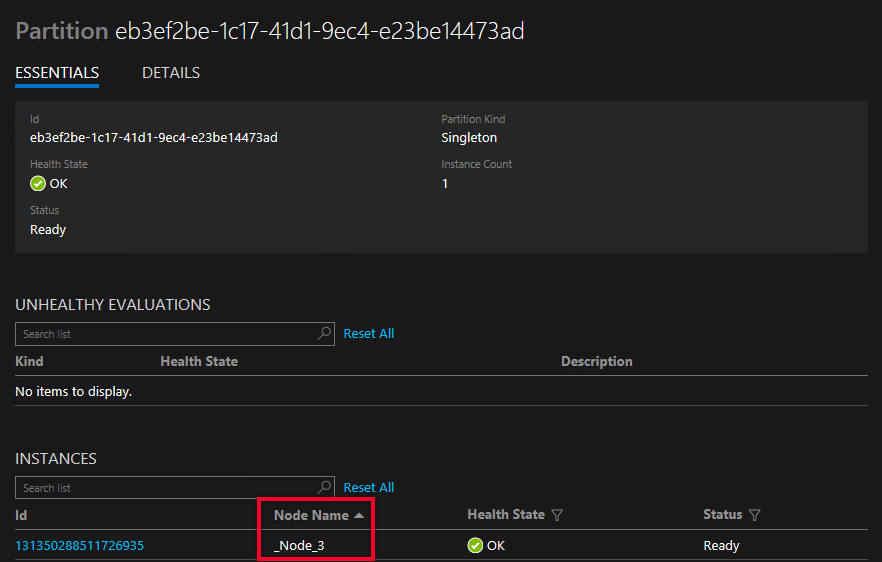 Partition eb3ef2be-1c17-41d1-9ec4-e23be14473ad
ESSENTIALS DETAILS
Id Partition Kind
eb3ef2be-1c17-41d1-9ec4-e23be14473ad Singleton
Health State Instance Count
OK 1
Status
Ready
UNHEALTHY EVALUATIONS
Search list Reset All
Kind Health State Description
No items to display.
INSTANCES
Search list Reset All
Id Node Name Health State Status
131350288511726935 _Node_3 OK Ready